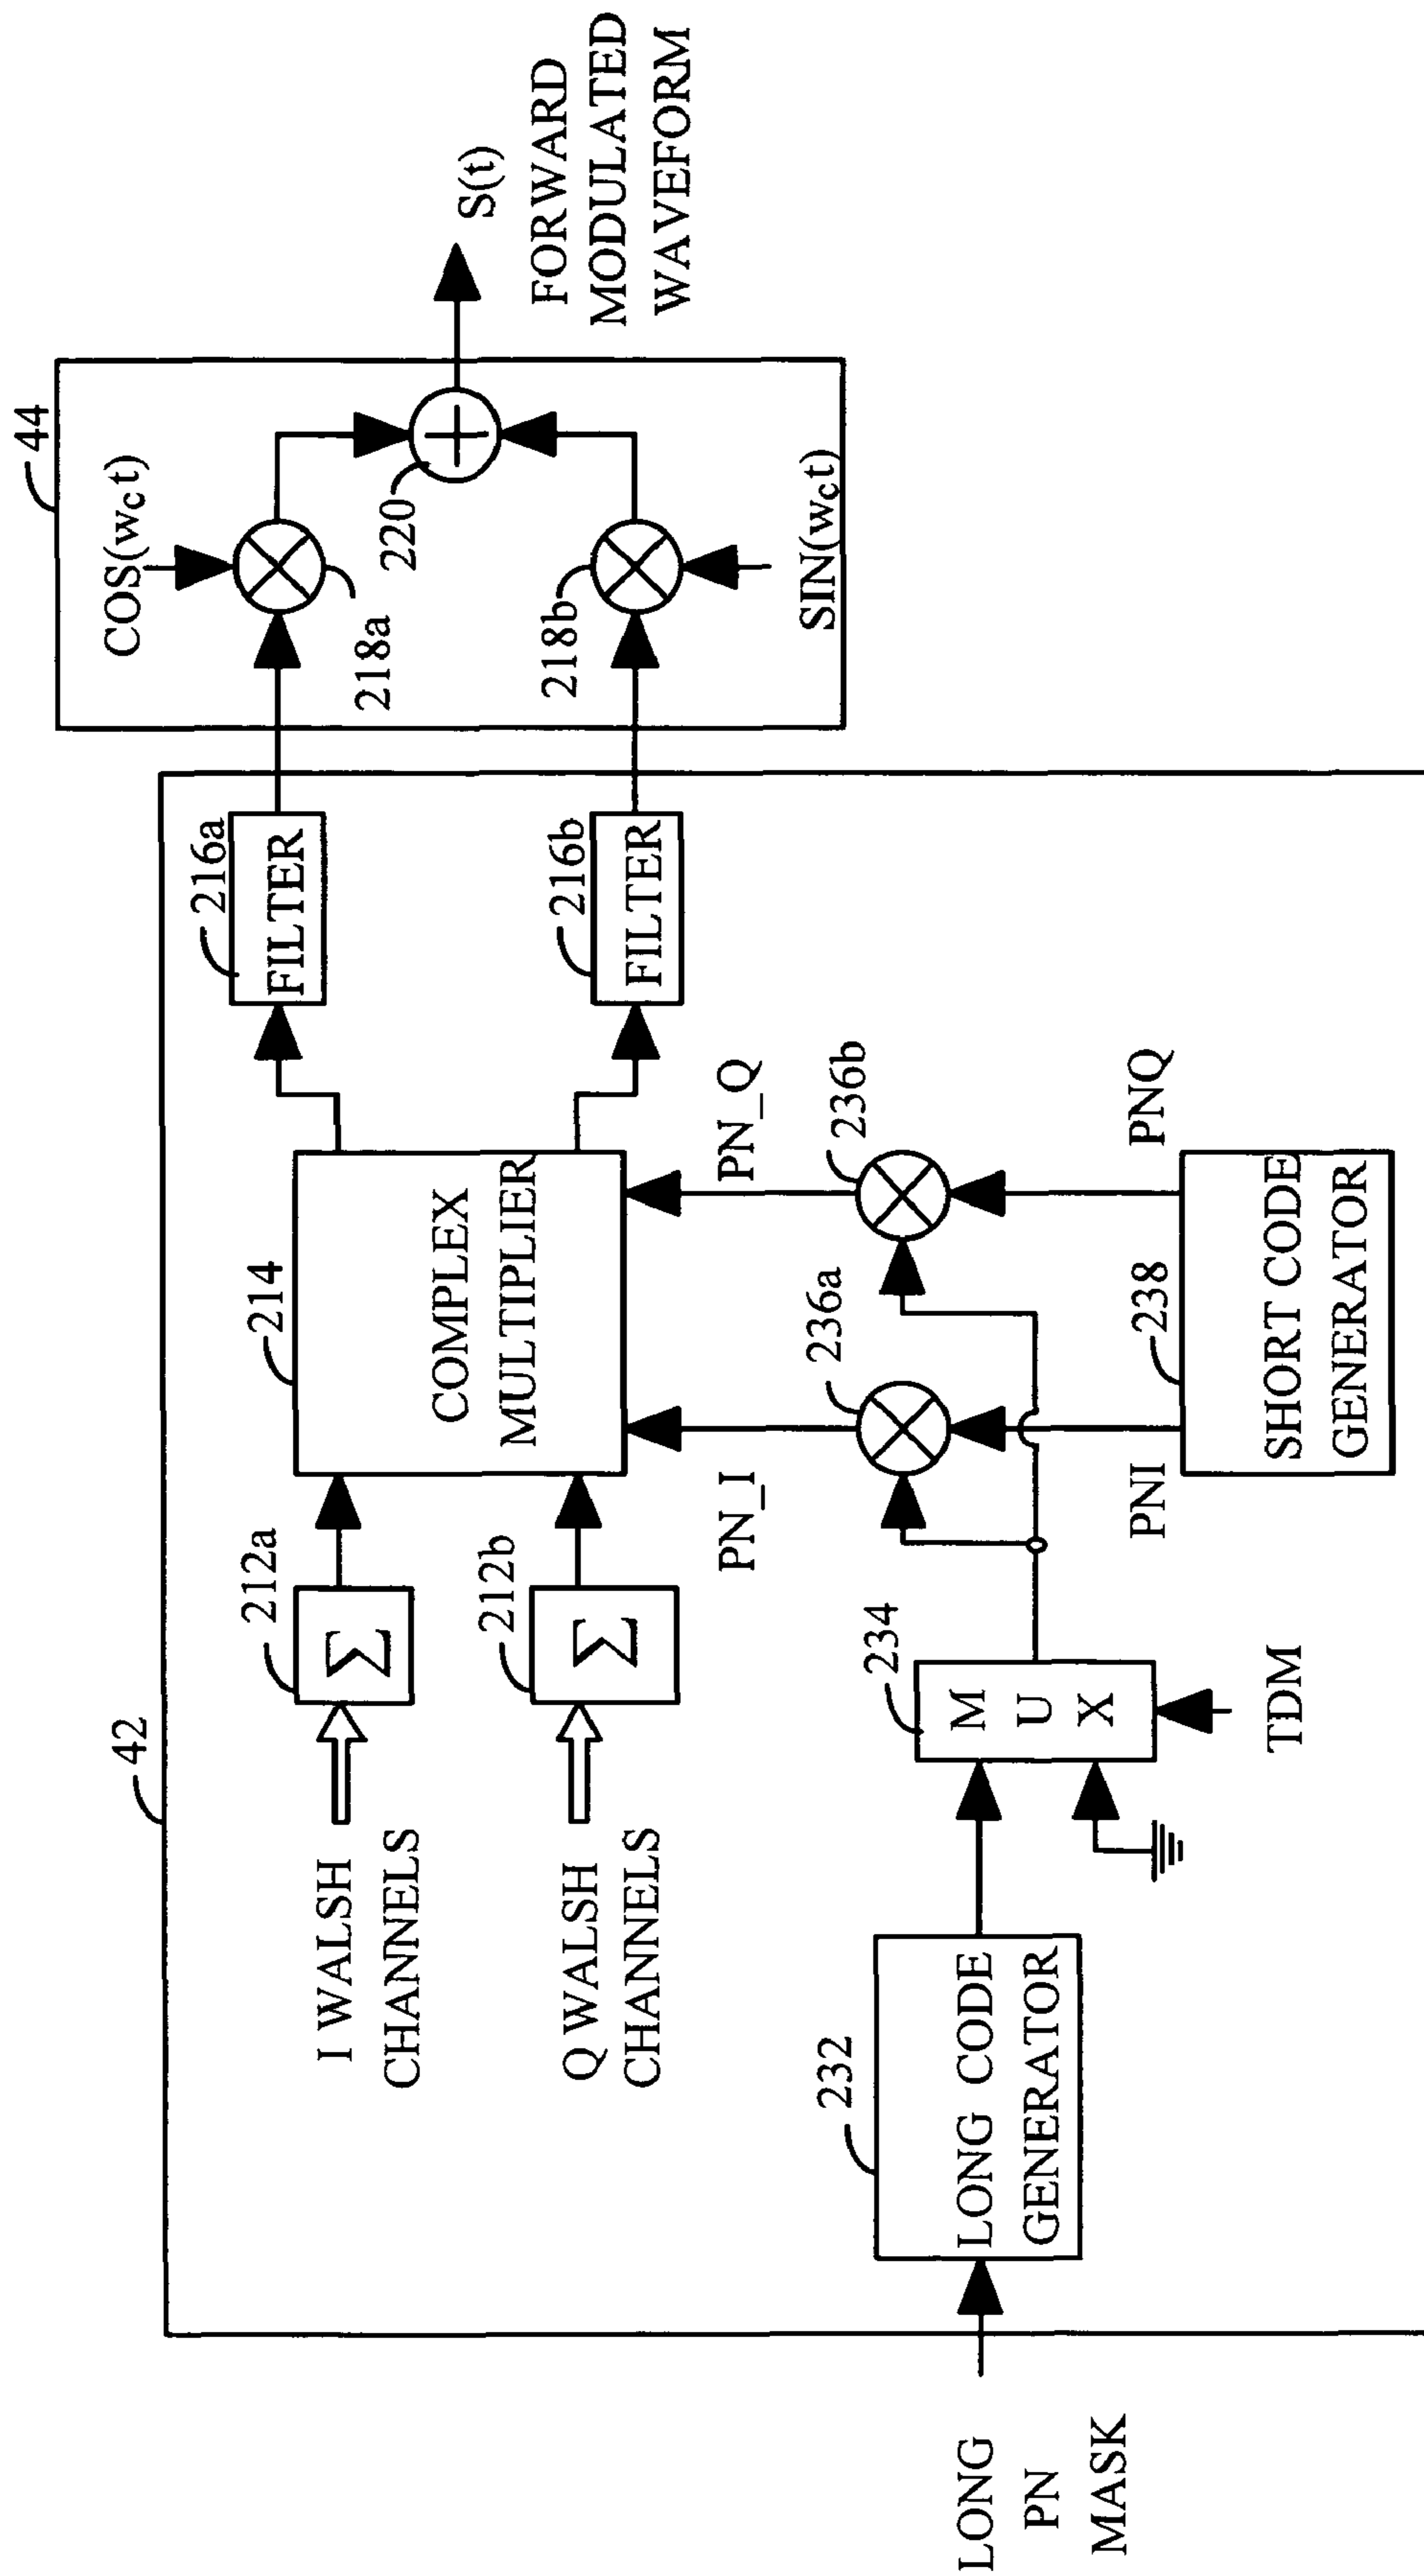 42
44
I WALSH
CHANNELS
212a
Σ
Q WALSH
CHANNELS
212b
Σ
214
COMPLEX
MULTIPLIER
216a
FILTER
216b
FILTER
COS(wct)
218a
218b
SIN(wct)
220
S(t)
FORWARD
MODULATED
WAVEFORM
PN_I
PN_Q
236a
236b
LONG
PN
MASK
232
LONG CODE
GENERATOR
234
M
U
X
TDM
PNI
PNQ
238
SHORT CODE
GENERATOR